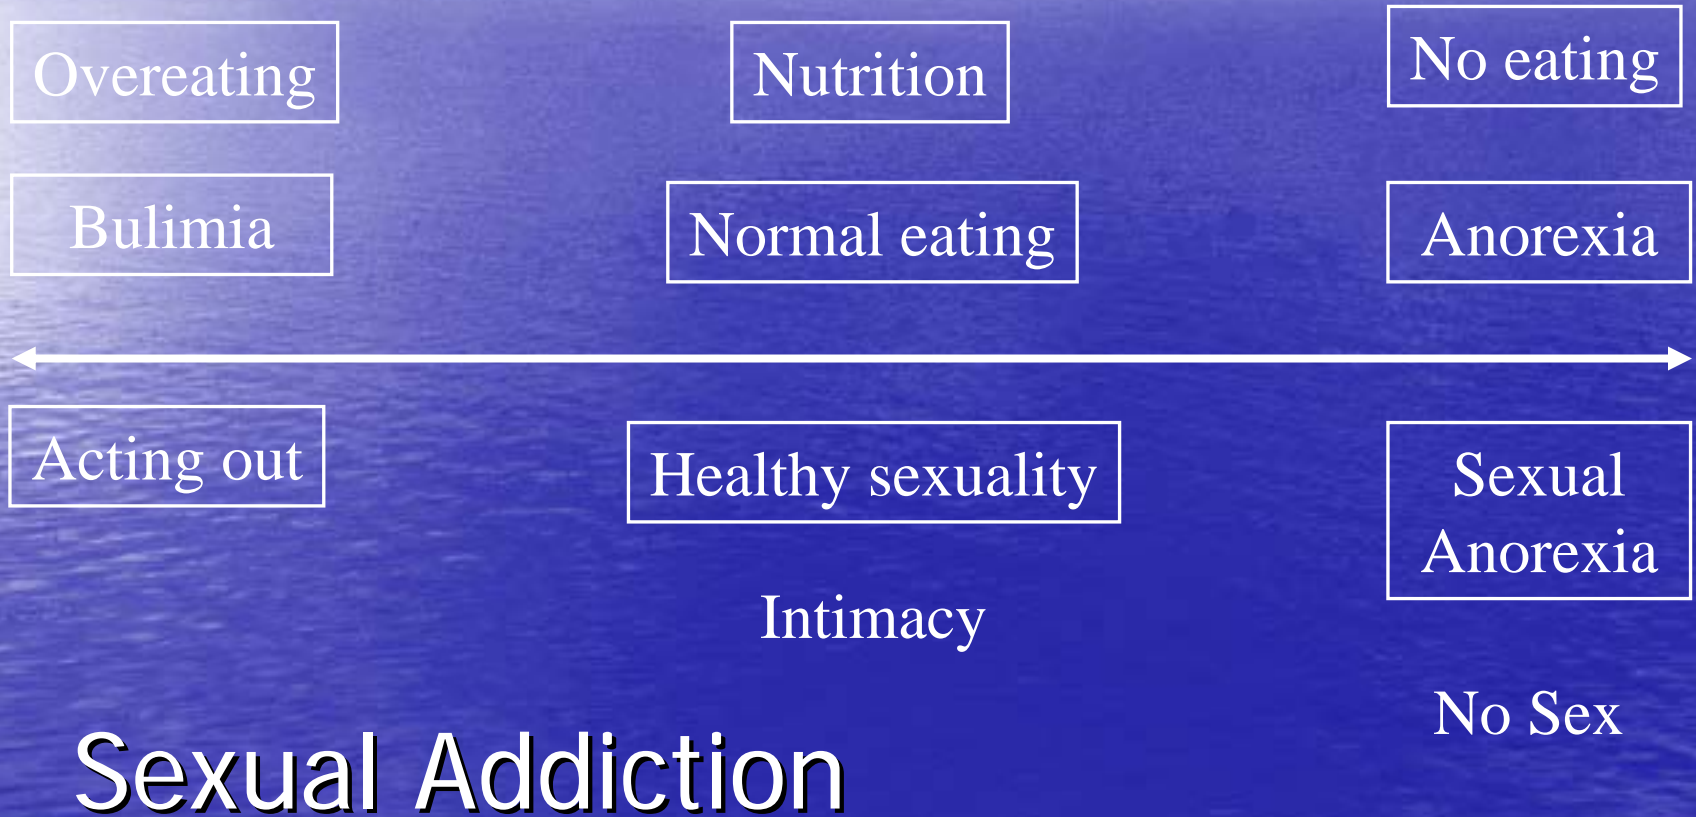 Overeating
Nutrition
No eating
Bulimia
Normal eating
Anorexia
Acting out
Healthy sexuality
Sexual
Anorexia
Intimacy
No Sex
Sexual Addiction